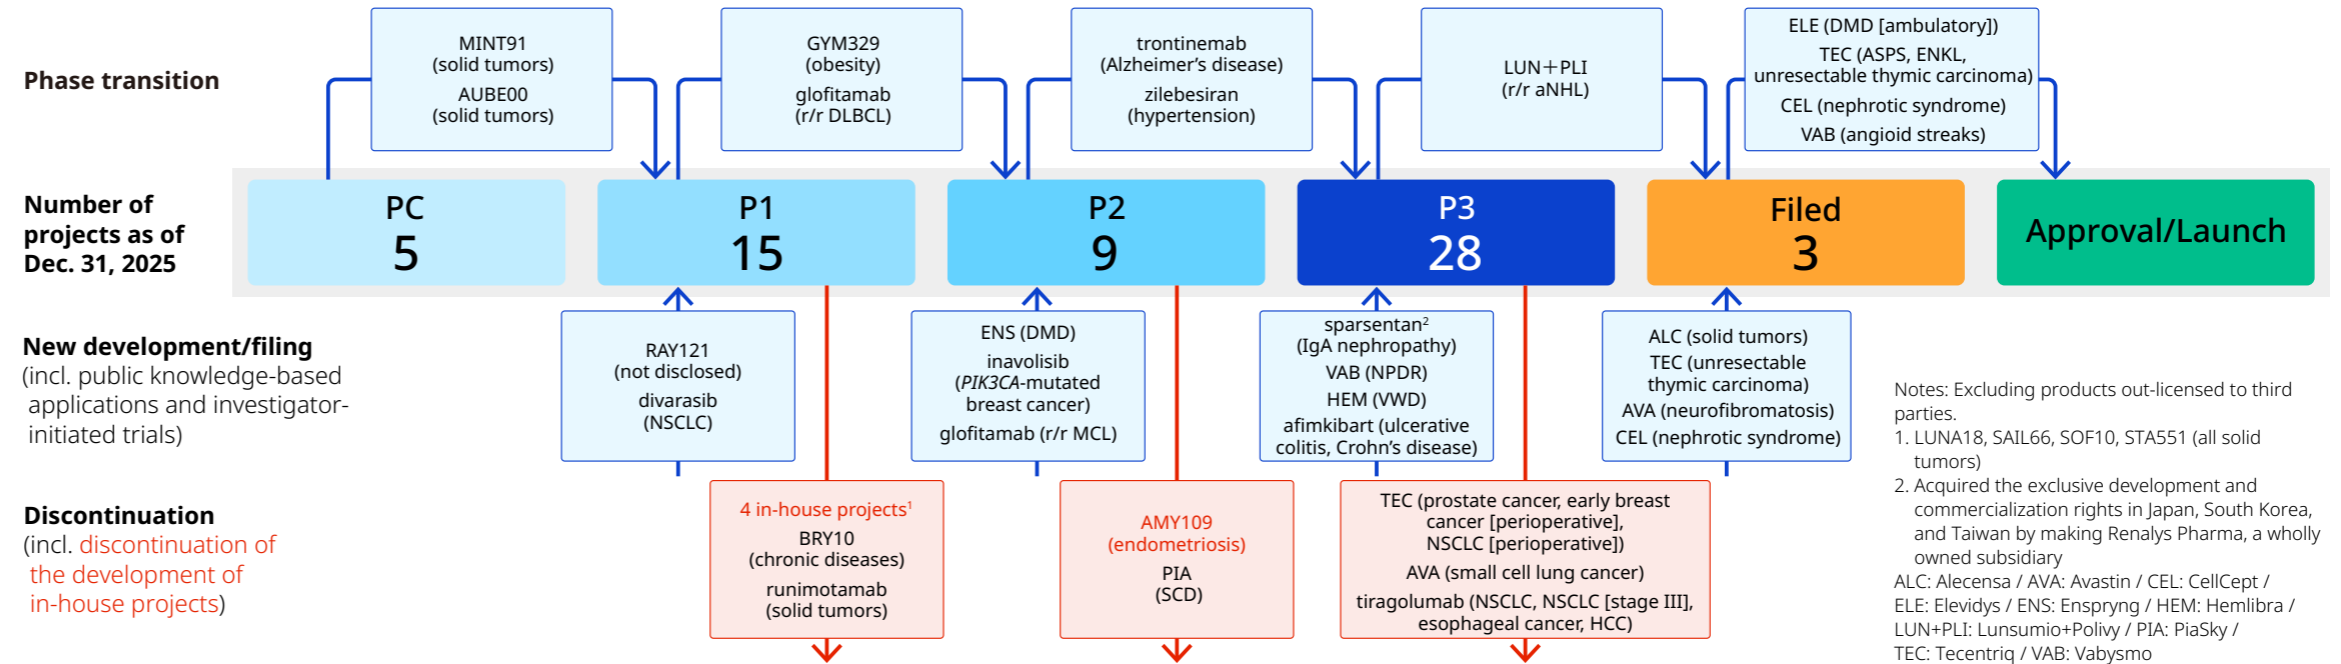 Phase transition
MINT91
(solid tumors)
AUBE00
(solid tumors)
GYM329
(obesity)
glofitamab
(r/r DLBCL)
trontinemab
(Alzheimer's disease)
zilebesiran
(hypertension)
LUN+PLI
(r/r aNHL)
ELE (DMD [ambulatory])
TEC (ASPS, ENKL,
unresectable thymic carcinoma)
CEL (nephrotic syndrome)
VAB (angioid streaks)
Number of
projects as of
Dec. 31, 2025
PC
5
P1
15
P2
9
P3
28
Filed
3
Approval/Launch
New development/filing
(incl. public knowledge-based
applications and investigator-
initiated trials)
RAY121
(not disclosed)
divarasib
(NSCLC)
ENS (DMD)
inavolisib
(PIK3CA-mutated
breast cancer)
glofitamab (r/r MCL)
sparsentan²
(IgA nephropathy)
VAB (NPDR)
HEM (VWD)
afimkibart (ulcerative
colitis, Crohn's disease)
ALC (solid tumors)
TEC (unresectable
thymic carcinoma)
AVA (neurofibromatosis)
CEL (nephrotic syndrome)
Discontinuation
(incl. discontinuation of
the development of
in-house projects)
4 in-house projects¹
BRY10
(chronic diseases)
runimotamab
(solid tumors)
AMY109
(endometriosis)
PIA
(SCD)
TEC (prostate cancer, early breast
cancer [perioperative],
NSCLC [perioperative])
AVA (small cell lung cancer)
tiragolumab (NSCLC, NSCLC [stage III],
esophageal cancer, HCC)
Notes: Excluding products out-licensed to third
parties.
1. LUNA18, SAIL66, SOF10, STA551 (all solid
tumors)
2. Acquired the exclusive development and
commercialization rights in Japan, South Korea,
and Taiwan by making Renalys Pharma, a wholly
owned subsidiary
ALC: Alecensa / AVA: Avastin / CEL: CellCept /
ELE: Elevidys / ENS: Enspryng / HEM: Hemlibra /
LUN+PLI: Lunsumio+Polivy / PIA: PiaSky /
TEC: Tecentriq / VAB: Vabysmo